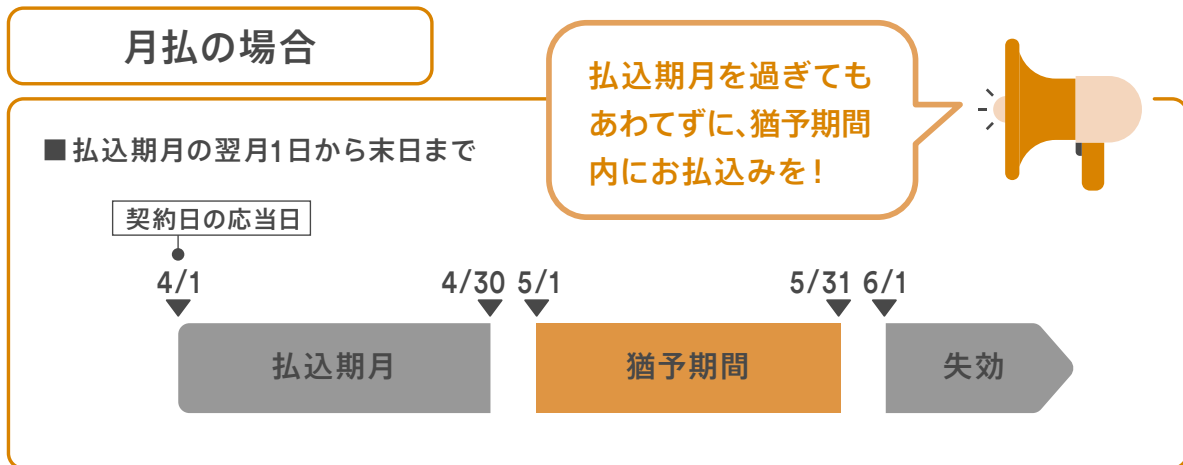 月払の場合
払込期月を過ぎても
あわてずに、猶予期間
内にお払込みを！
■払込期月の翌月1日から末日まで
契約日の応当日
4/1
4/30
5/1
5/31
6/1
払込期月
猶予期間
失効